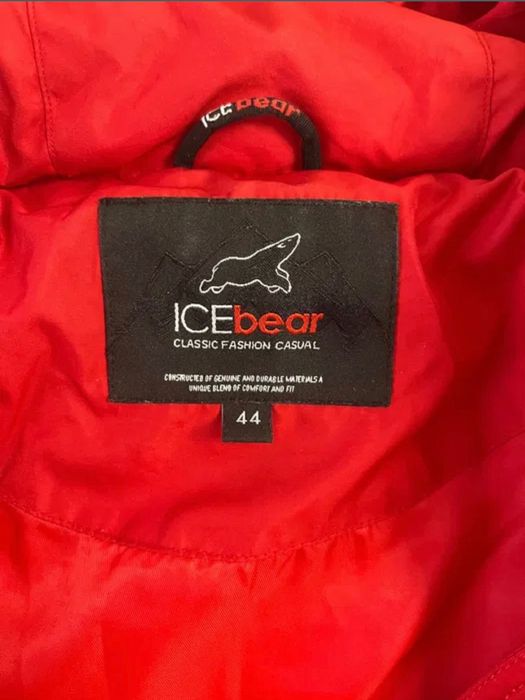 ICEbear
ICEbear
CLASSIC FASHION CASUAL
CONSTRUCTED OF GENUINE AND DURABLE MATERIALS A
UNIQUE BLEND OF COMFORT AND FIT
44